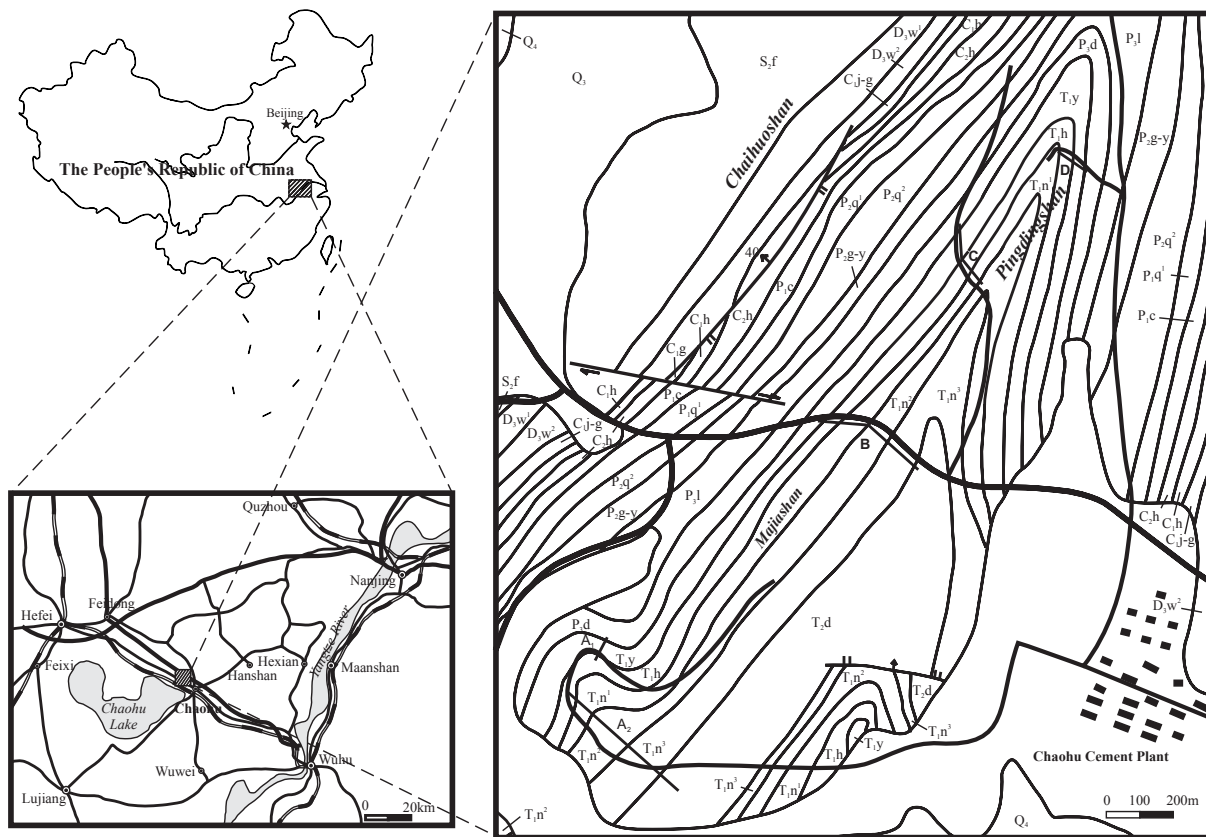 Beijing
The People's Republic of China
Quzhou
Nanjing
Hefei
Feidong
Yangtze River
Feixi
Hexian
Hanshan
Maanshan
Chaohu
Lake
Chaohu
Wuwei
Wuhu
Lujiang
0 20km
Q₄
Q₃
S₂f
D₃w¹
D₃w²
C₁j-g
C₁h
C₂h
P₃d
P₃l
T₁y
T₁h
T₁n¹
D
P₂g-y
Chaihuoshan
Pingdingshan
P₂q¹
P₂q²
P₂g-y
40
C
P₂q²
P₁q¹
P₁c
P₁c
C₂h
C₁h
C₁g
P₁c
P₁q¹
C₁h
S₂f
D₃w¹
D₃w²
C₁j-g
C₂h
T₁n²
T₁n³
B
P₂q²
P₂g-y
P₃l
Majiashan
C₂h
C₁h
C₁j-g
D₃w²
P₃d
A₁
T₁y
T₁h
T₁n¹
T₂d
A₂
T₁n²
T₁n³
T₁n²
T₂d
T₁n³
T₁y
T₁h
T₁n¹
T₁n³
T₁n²
Chaohu Cement Plant
0 100 200m
Q₄